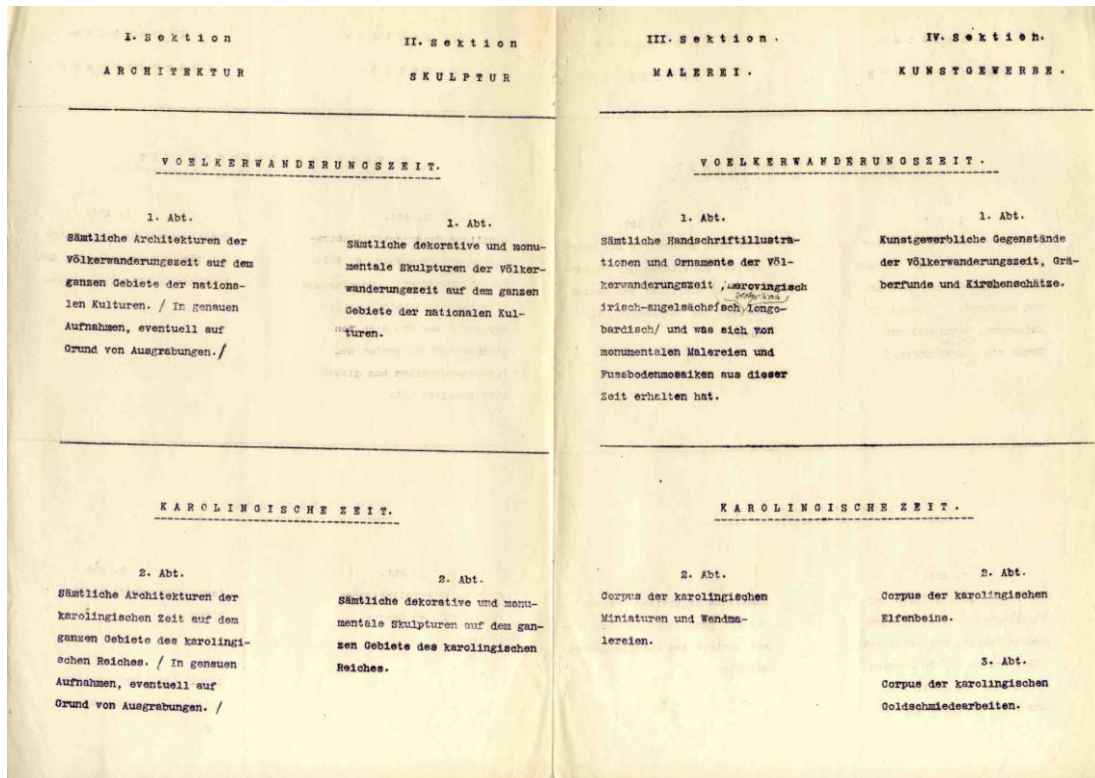 I. Sektion
ARCHITEKTUR
II. Sektion
SKULPTUR
VOELKERWANDERUNGSZEIT.
1. Abt.
Sämtliche Architekturen der
Völkerwanderungszeit auf dem
ganzen Gebiete der nationa-
len Kulturen. / In genauen
Aufnahmen, eventuell auf
Grund von Ausgrabungen./
1. Abt.
Sämtliche dekorative und monu-
mentale Skulpturen der Völker-
wanderungszeit auf dem ganzen
Gebiete der nationalen Kul-
turen.
KAROLINGISCHE ZEIT.
2. Abt.
Sämtliche Architekturen der
karolingischen Zeit auf dem
ganzen Gebiete des karolingi-
schen Reiches. / In genauen
Aufnahmen, eventuell auf
Grund von Ausgrabungen. /
2. Abt.
Sämtliche dekorative und monu-
mentale Skulpturen auf dem gan-
zen Gebiete des karolingischen
Reiches.
III. Sektion.
MALEREI.
IV. Sektion.
KUNSTGEWERBE.
VOELKERWANDERUNGSZEIT.
1. Abt.
Sämtliche Handschriftillustra-
tionen und Ornamente der Völ-
kerwanderungszeit /merovingisch
irisch-angelsächsisch/longo-
bardisch/ und was sich von
monumentalen Malereien und
Fussbodenmosaiken aus dieser
Zeit erhalten hat.
1. Abt.
Kunstgewerbliche Gegenstände
der Völkerwanderungszeit, Grä-
berfunde und Kirshenschätze.
KAROLINGISCHE ZEIT.
2. Abt.
Corpus der karolingischen
Miniaturen und Wandma-
lereien.
2. Abt.
Corpus der karolingischen
Elfenbeine.
3. Abt.
Corpus der karolingischen
Goldschmiedearbeiten.